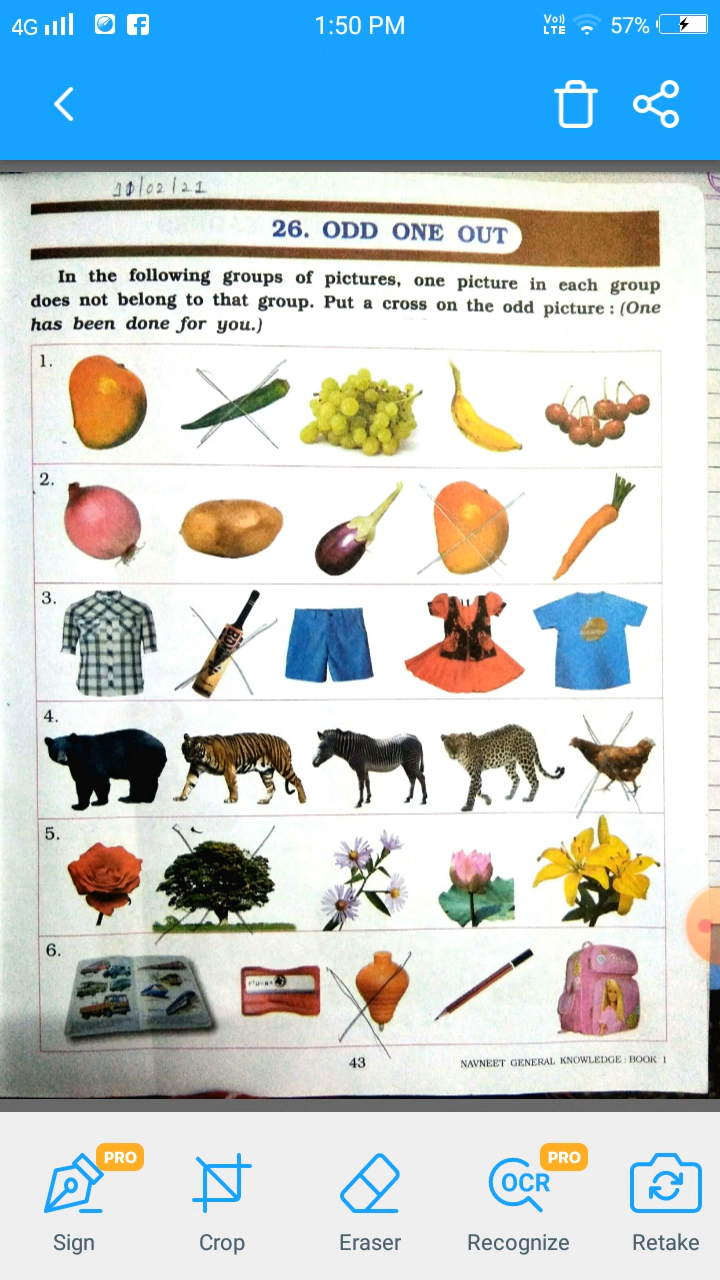 4G
1:50 PM
Vo))
LTE
57%
11/02/21
26. ODD ONE OUT
In the following groups of pictures, one picture in each group
does not belong to that group. Put a cross on the odd picture : (One
has been done for you.)
1.
2.
3.
4.
5.
6.
43
NAVNEET GENERAL KNOWLEDGE : BOOK 1
PRO
PRO
OCR
Sign
Crop
Eraser
Recognize
Retake